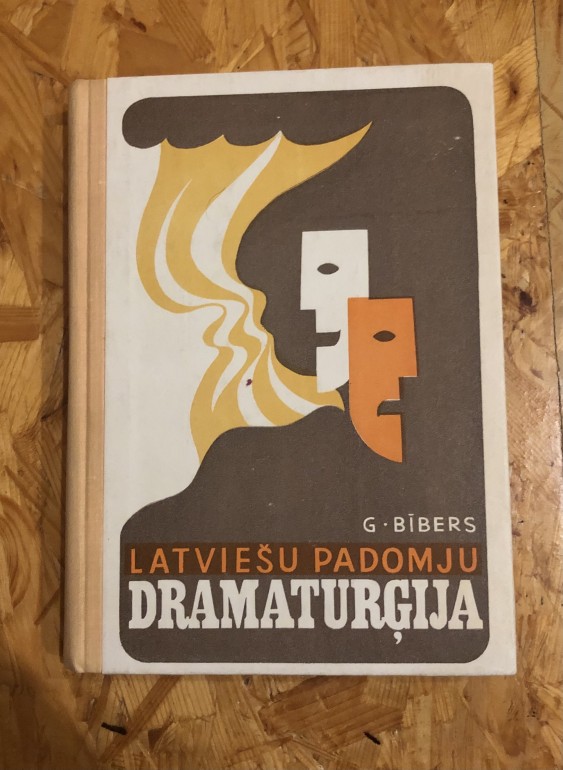 G · BĪBERS
LATVIEŠU PADOMJU
DRAMATURĢIJA